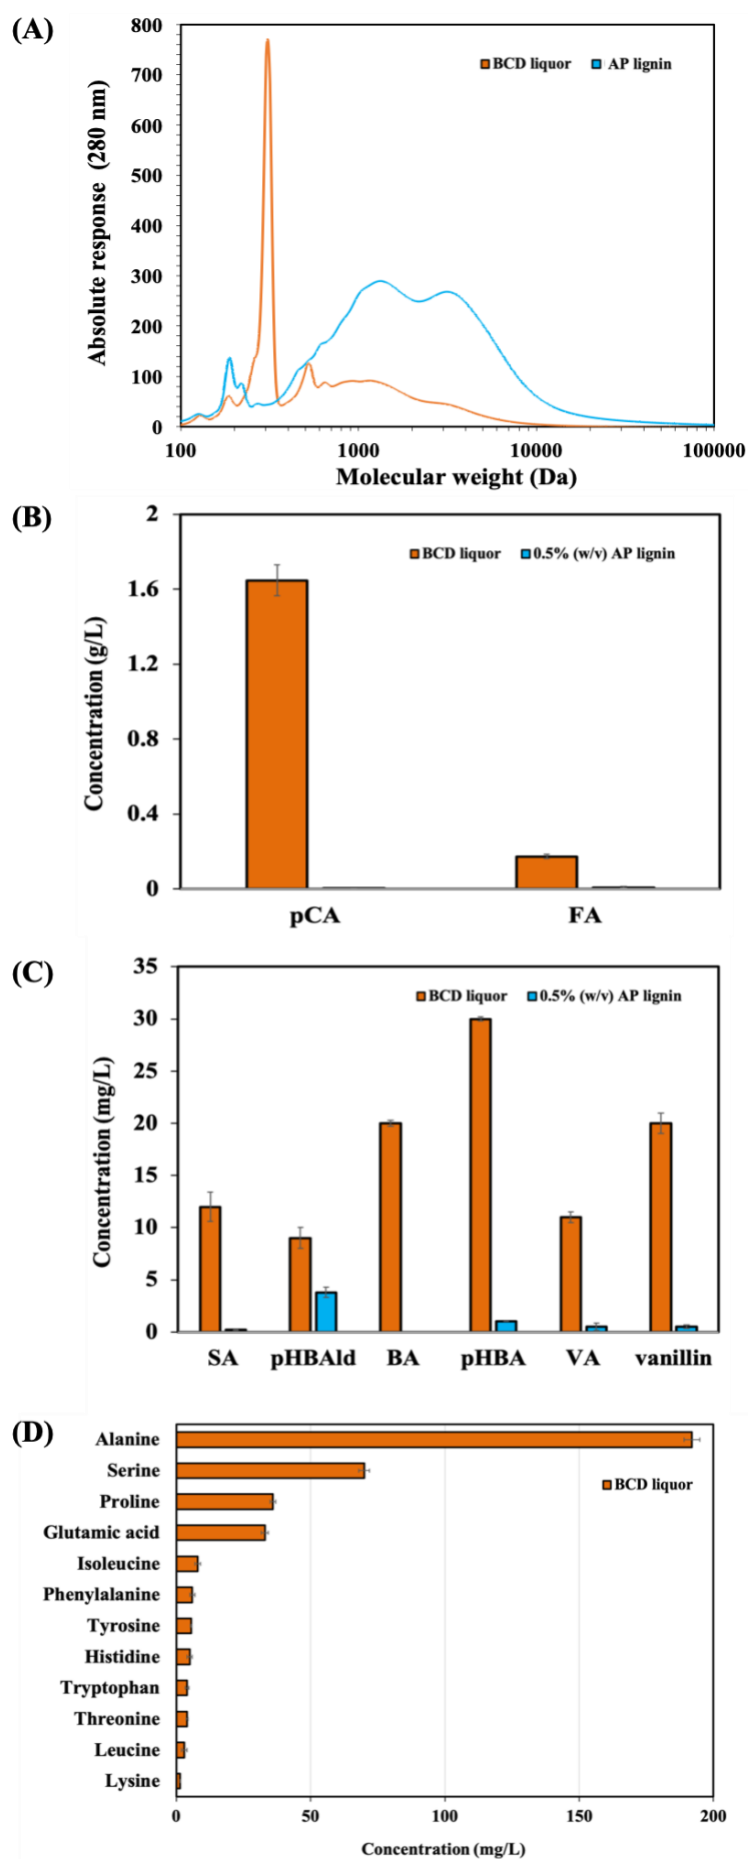 (A)
800
700
600
500
400
300
200
100
0
Absolute response (280 nm)
BCD liquor
AP lignin
100
1000
10000
100000
Molecular weight (Da)
(B)
2
1.6
1.2
0.8
0.4
0
Concentration (g/L)
BCD liquor
0.5% (w/v) AP lignin
pCA
FA
(C)
35
30
25
20
15
10
5
0
Concentration (mg/L)
BCD liquor
0.5% (w/v) AP lignin
SA
pHBAld
BA
pHBA
VA
vanillin
(D)
Alanine
Serine
Proline
Glutamic acid
Isoleucine
Phenylalanine
Tyrosine
Histidine
Tryptophan
Threonine
Leucine
Lysine
BCD liquor
0
50
100
150
200
Concentration (mg/L)